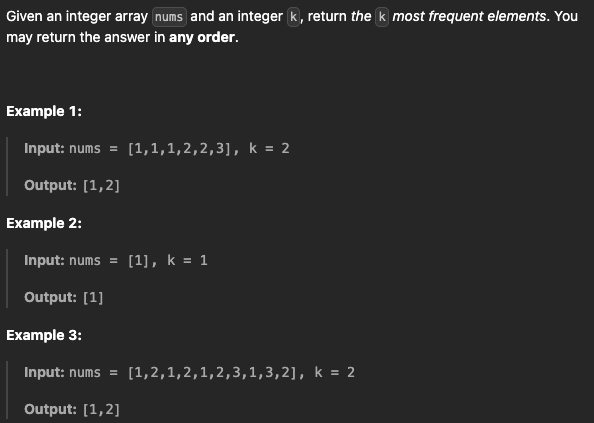 Given an integer array nums and an integer k, return the k most frequent elements. You
may return the answer in any order.
Example 1:
Input: nums = [1,1,1,2,2,3], k = 2
Output: [1,2]
Example 2:
Input: nums = [1], k = 1
Output: [1]
Example 3:
Input: nums = [1,2,1,2,1,2,3,1,3,2], k = 2
Output: [1,2]